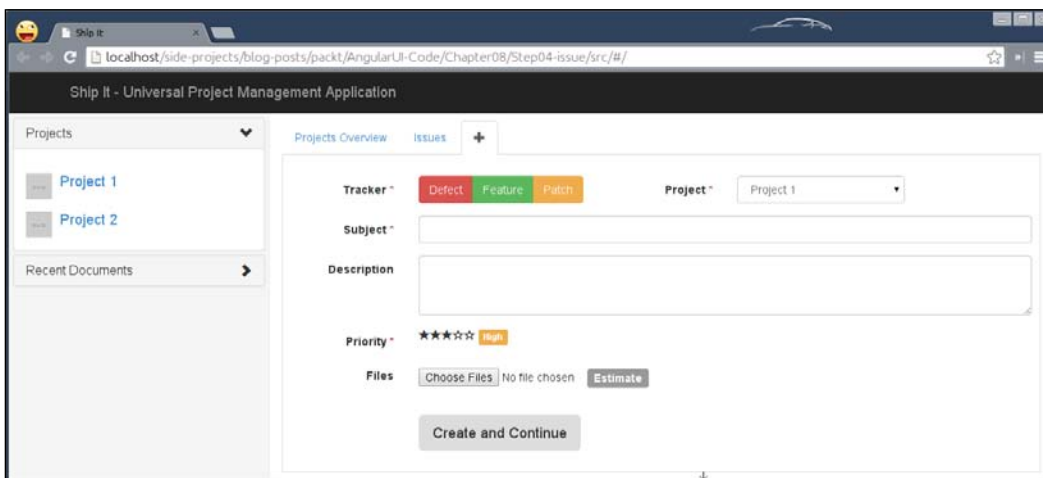 Ship It
localhost/side-projects/blog-posts/packt/AngularUI-Code/Chapter08/Step04-issue/src/#/
Ship It - Universal Project Management Application
Projects
Project 1
Project 2
Recent Documents
Projects Overview Issues
Tracker * Defect Feature Patch Project * Project 1
Subject *
Description
Priority * High
Files Choose Files No file chosen Estimate
Create and Continue